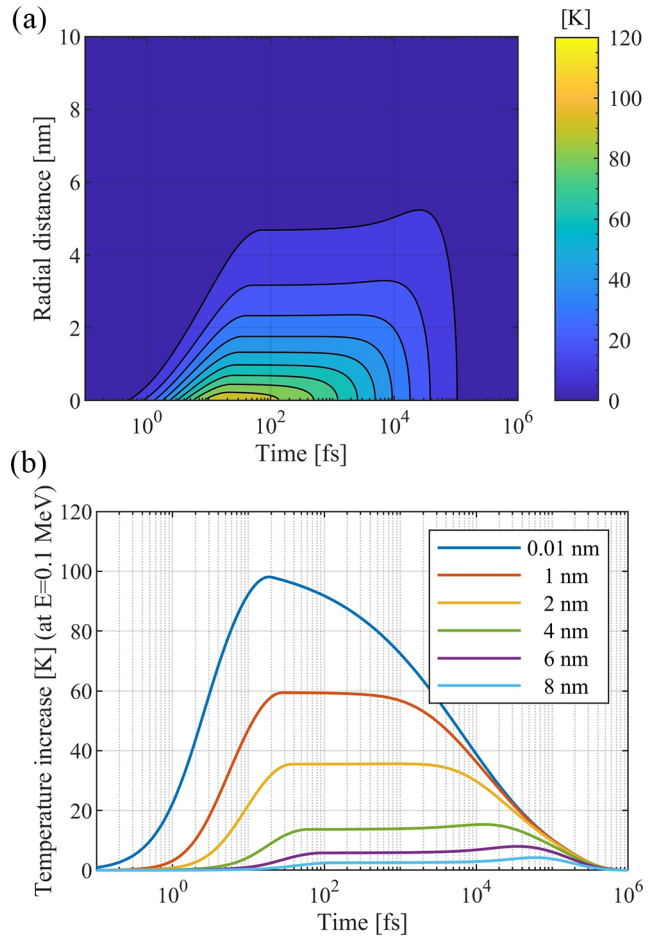 (a)
[K]
10
8
6
4
2
0
Radial distance [nm]
10^0
10^2
10^4
10^6
Time [fs]
120
100
80
60
40
20
0
(b)
120
100
80
60
40
20
0
Temperature increase [K] (at E=0.1 MeV)
0.01 nm
1 nm
2 nm
4 nm
6 nm
8 nm
10^0
10^2
10^4
10^6
Time [fs]